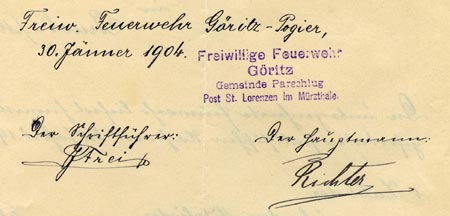 Freiw. Feuerwehr Göritz-Pogier,
30. Jänner 1904.
Freiwillige Feuerwehr
Göritz
Gemeinde Parschlug
Post St. Lorenzen im Mürzthale.
Der Schriftführer:
Frei
Der Hauptmann:
Richter